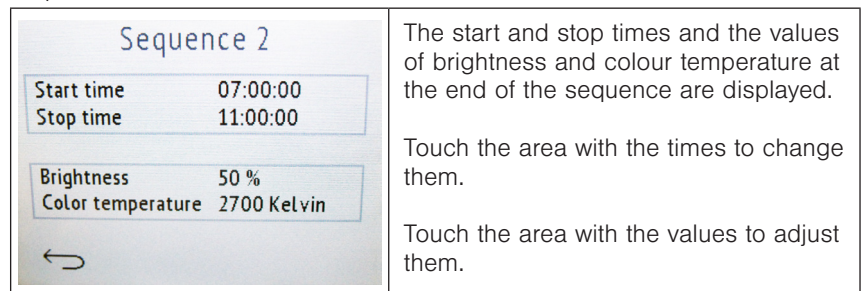 Sequence 2
Start time 07:00:00
Stop time 11:00:00
Brightness 50 %
Color temperature 2700 Kelvin
The start and stop times and the values
of brightness and colour temperature at
the end of the sequence are displayed.
Touch the area with the times to change
them.
Touch the area with the values to adjust
them.